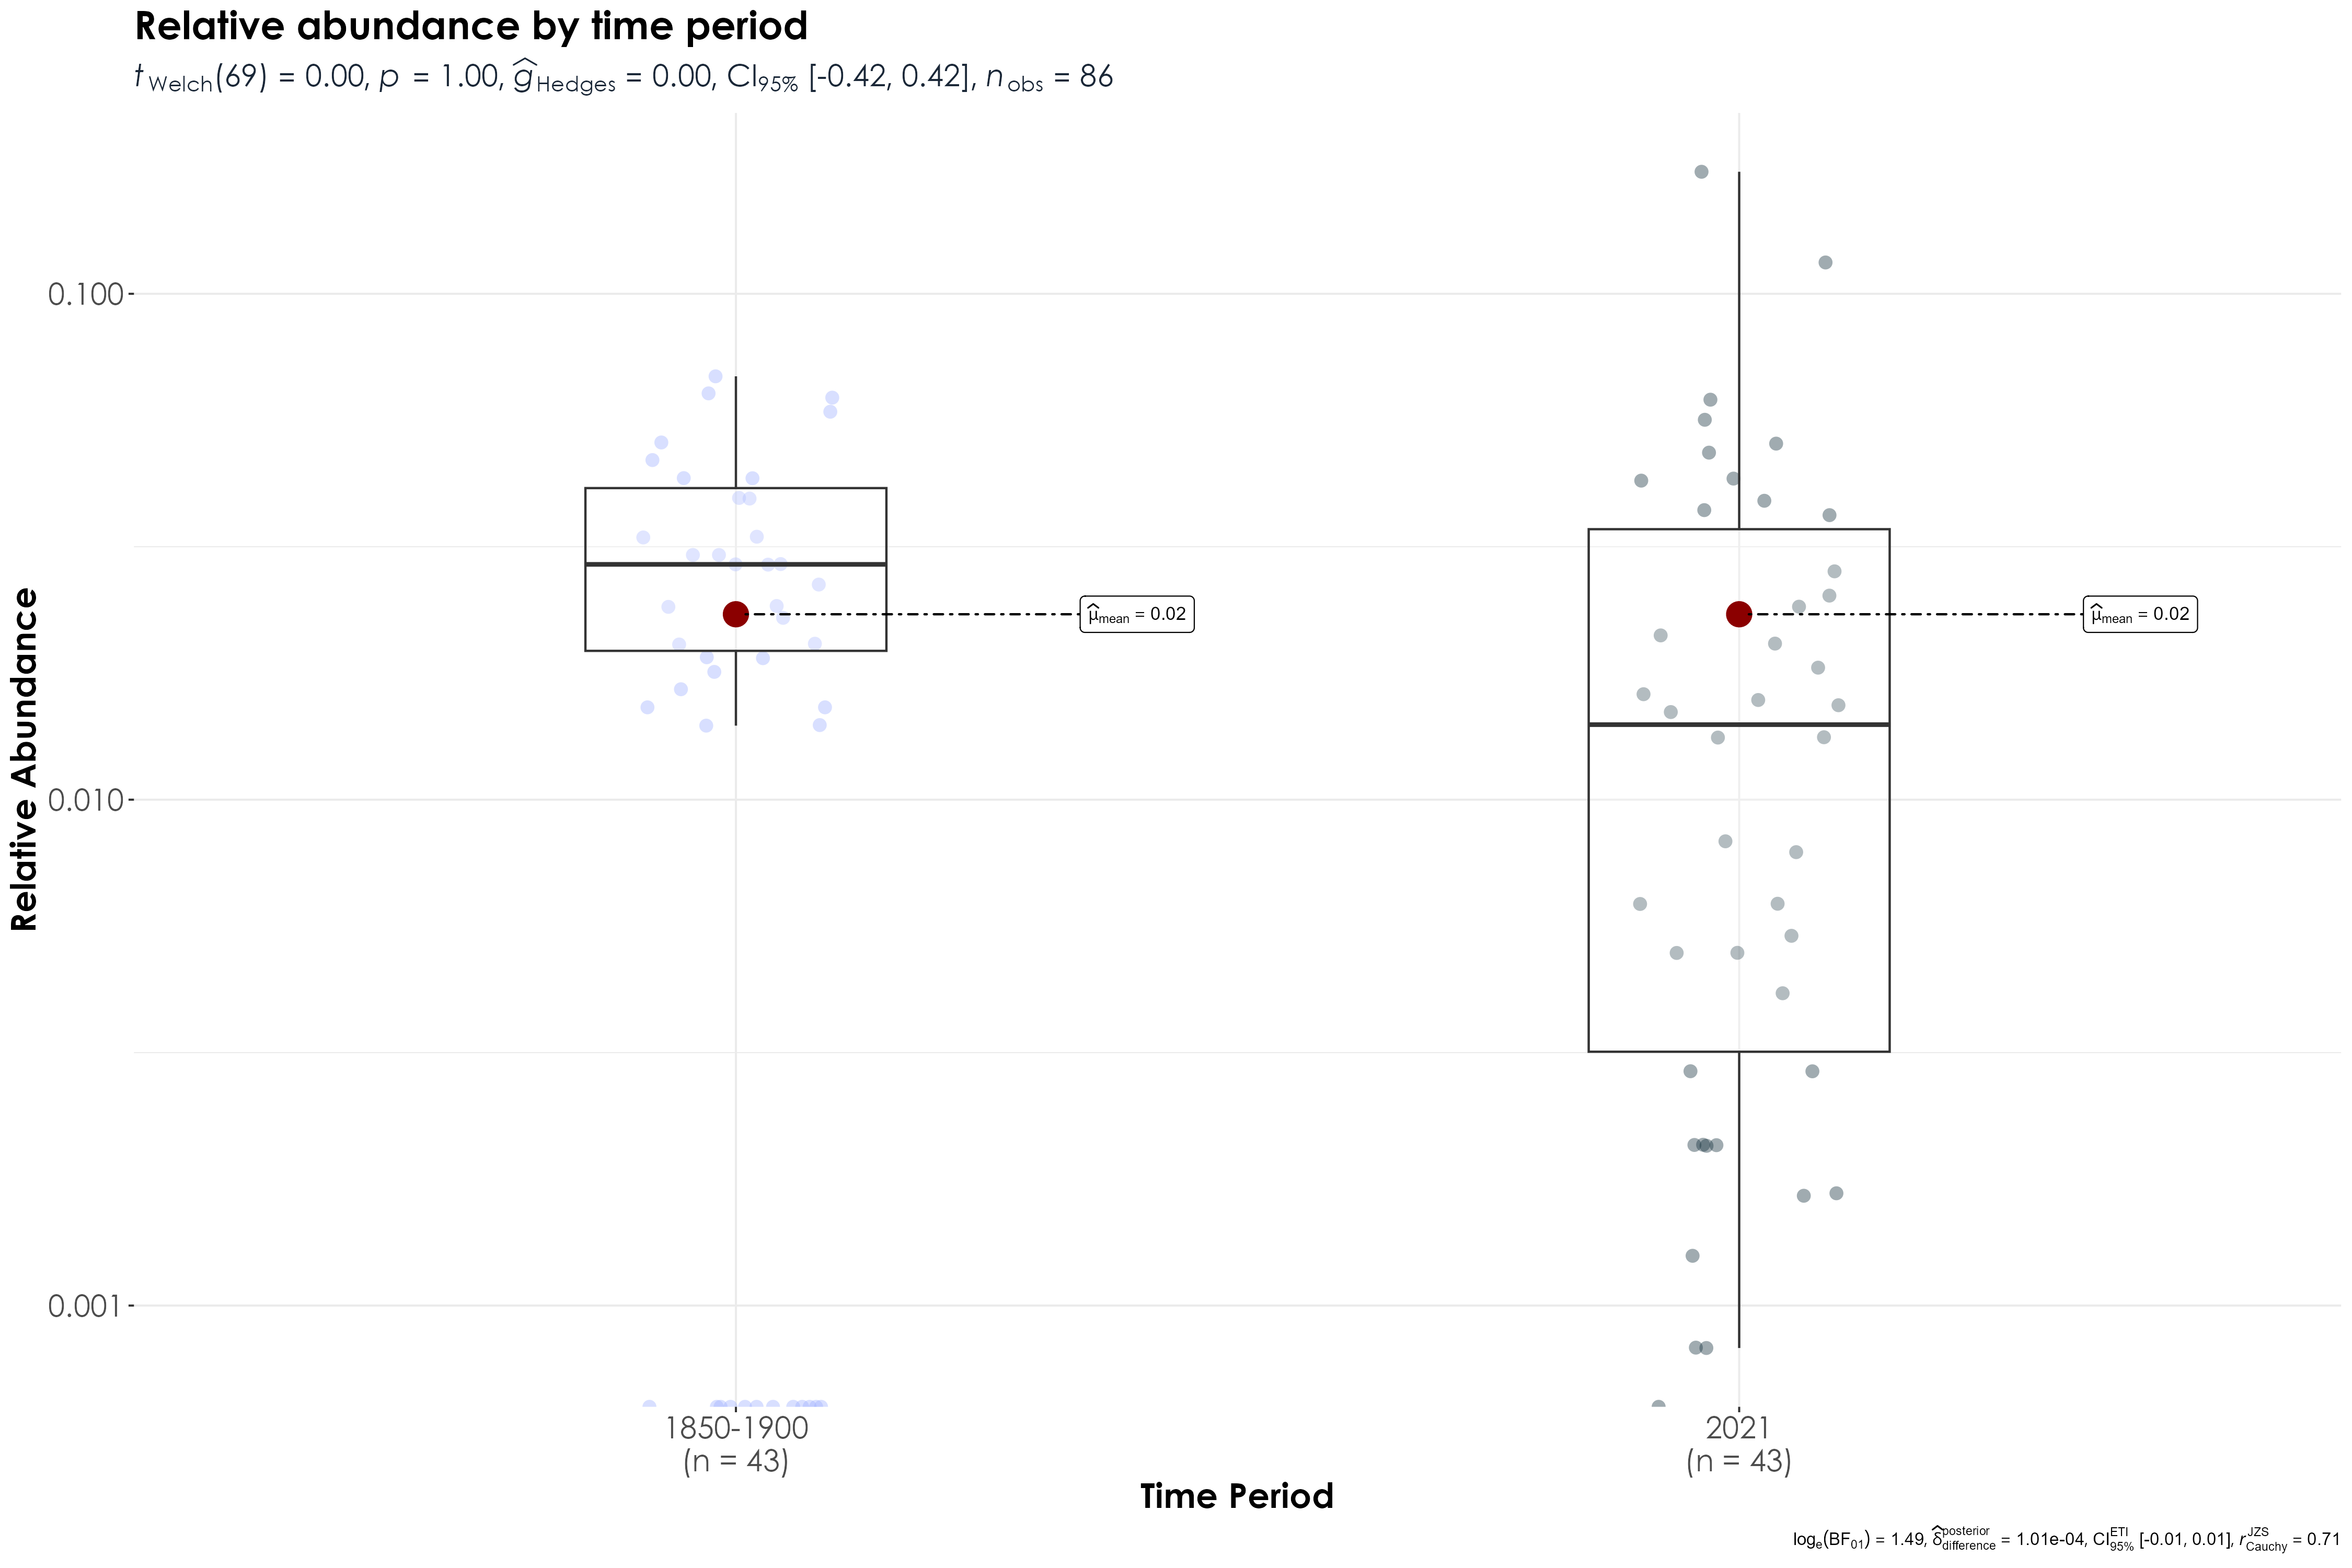 Relative abundance by time period
t Welch(69) = 0.00, p = 1.00, ĝ Hedges = 0.00, CI95% [-0.42, 0.42], n obs = 86
0.100
0.010
0.001
Relative Abundance
μ̂mean = 0.02
μ̂mean = 0.02
1850-1900
(n = 43)
2021
(n = 43)
Time Period
loge(BF01) = 1.49, δ̂ posterior difference = 1.01e-04, CI ETI 95% [-0.01, 0.01], r JZS Cauchy = 0.71